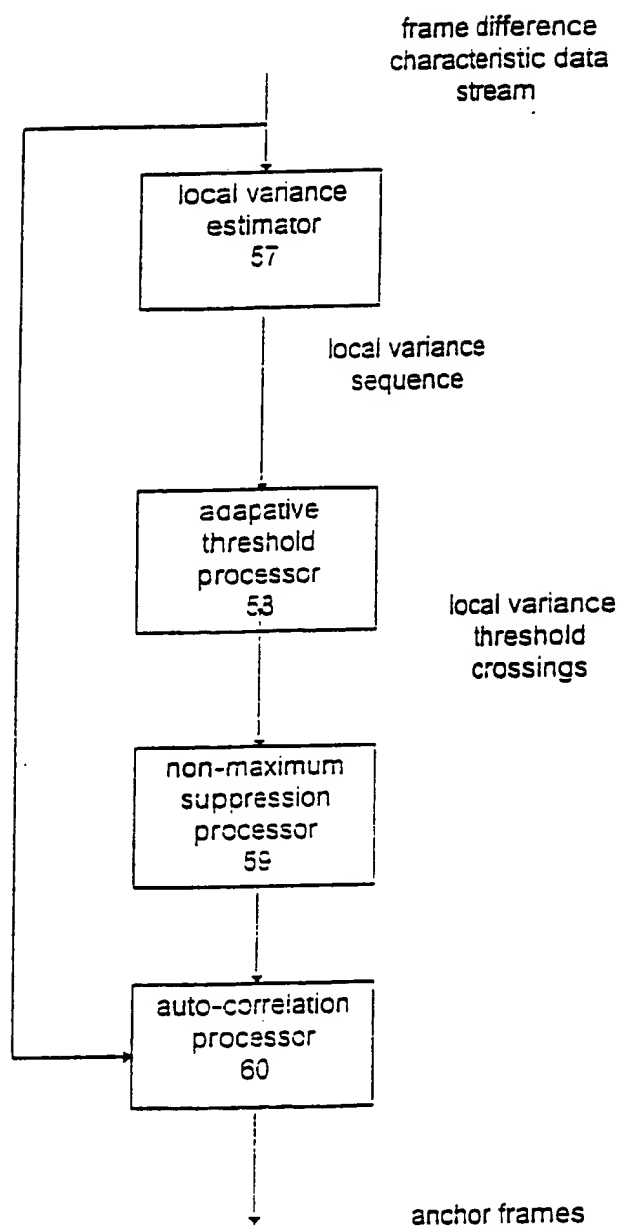 frame difference
characteristic data
stream
local variance
estimator
57
local variance
sequence
adapative
threshold
processor
58
local variance
threshold
crossings
non-maximum
suppression
processor
59
auto-correlation
processor
60
anchor frames